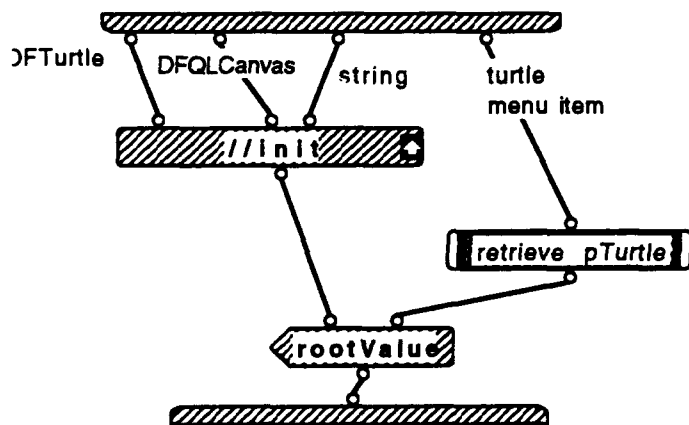 DFTurtle
DFQLCanvas
string
turtle
menu item
//init
retrieve pTurtle
rootValue